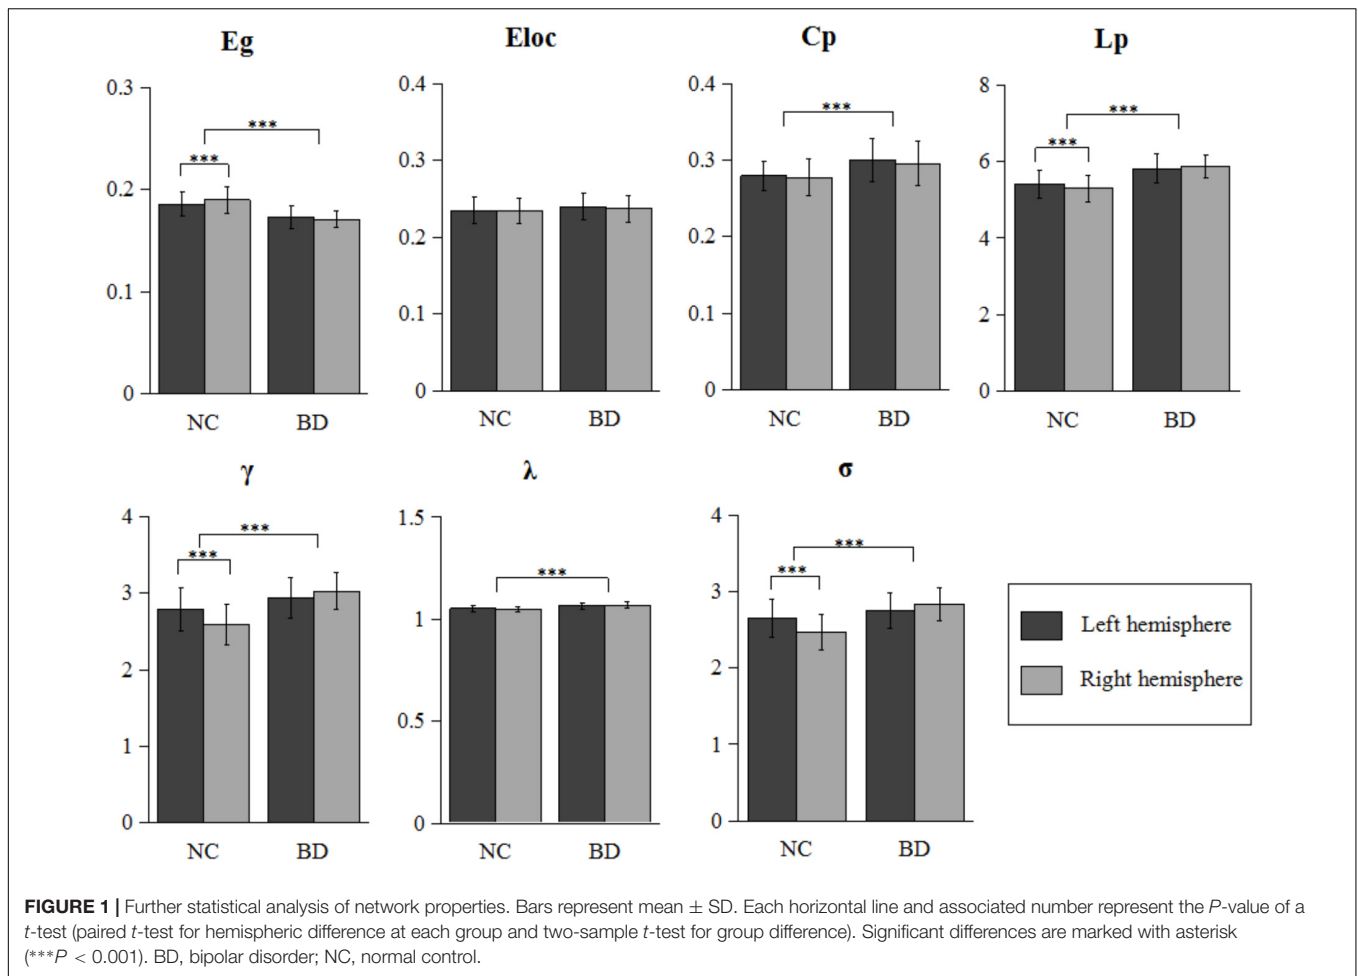 Eg
Eloc
Cp
Lp
0.3
0.2
0.1
0
***
***
NC
BD
0.4
0.3
0.2
0.1
0
NC
BD
0.4
0.3
0.2
0.1
0
***
NC
BD
8
6
4
2
0
***
***
NC
BD
γ
λ
σ
4
3
2
1
0
***
***
NC
BD
1.5
1
0.5
0
***
NC
BD
4
3
2
1
0
***
***
NC
BD
Left hemisphere
Right hemisphere
FIGURE 1 | Further statistical analysis of network properties. Bars represent mean ± SD. Each horizontal line and associated number represent the P-value of a
t-test (paired t-test for hemispheric difference at each group and two-sample t-test for group difference). Significant differences are marked with asterisk
(***P < 0.001). BD, bipolar disorder; NC, normal control.